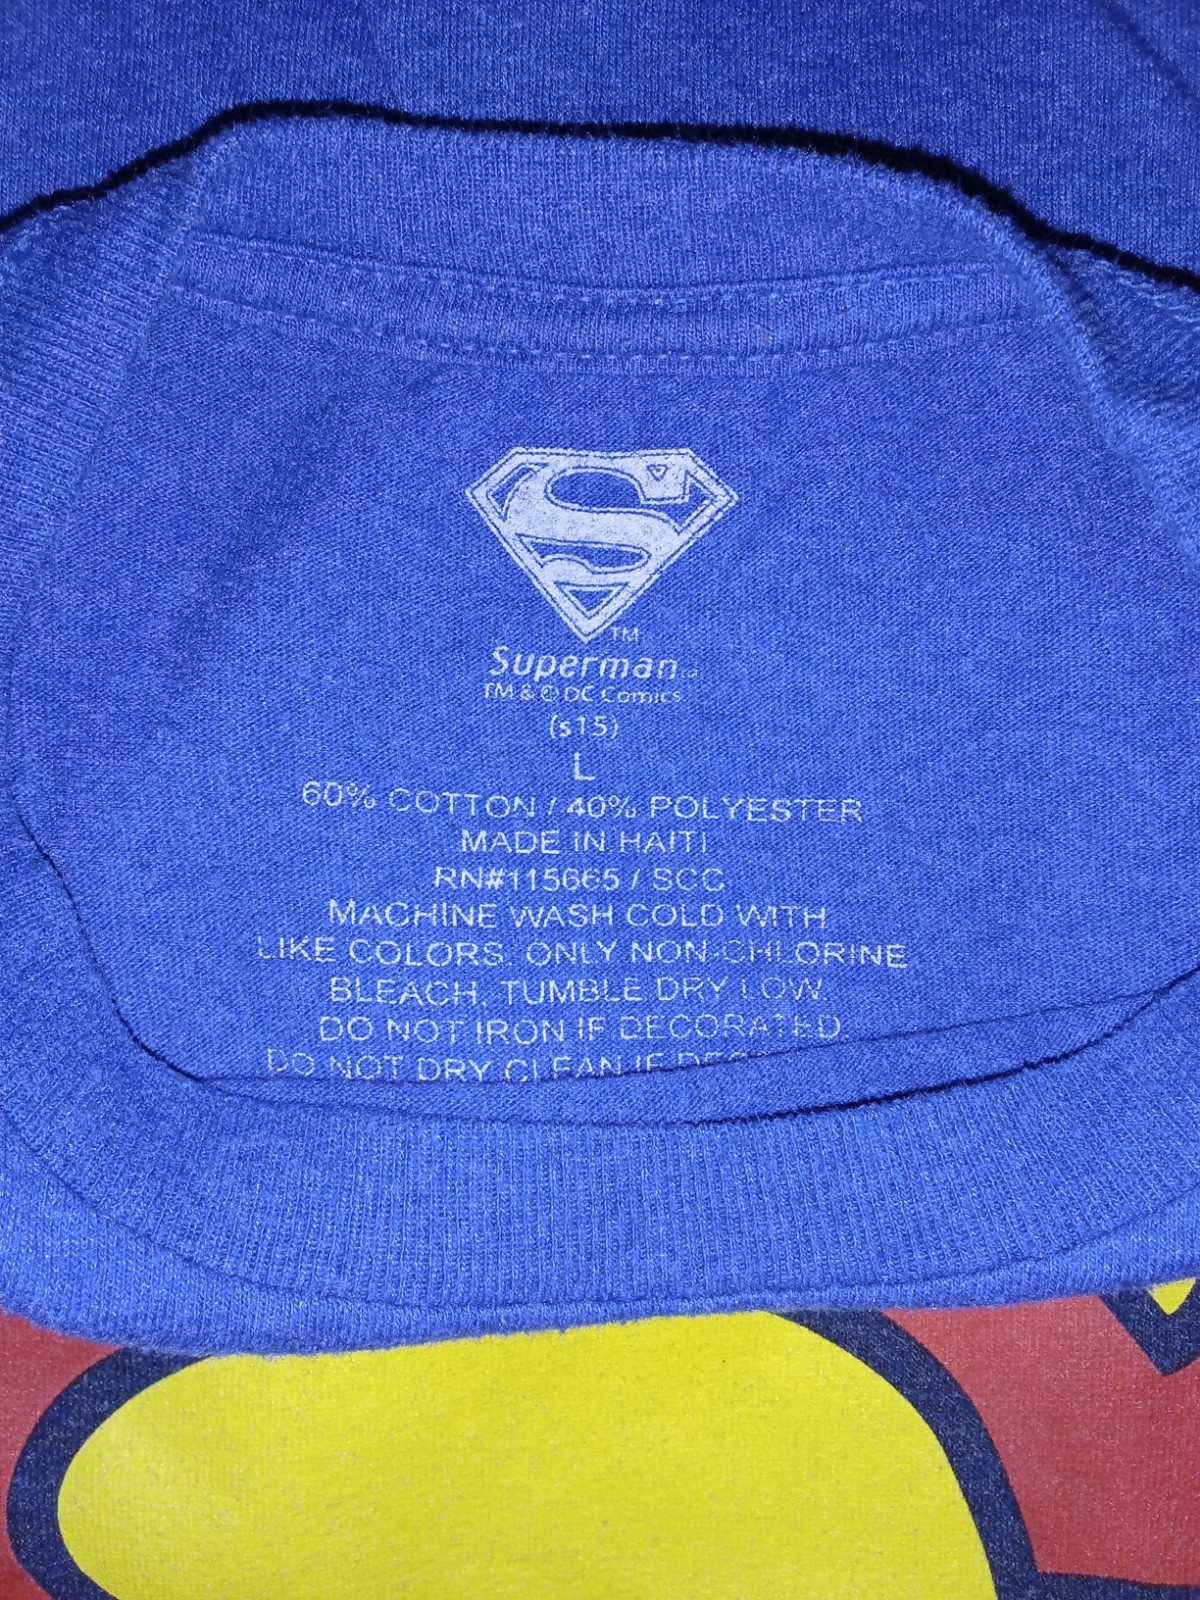 S
TM
Superman
TM & © DC Comics.
(s15)
L
60% COTTON / 40% POLYESTER
MADE IN HAITI
RN#115665 / SCC
MACHINE WASH COLD WITH
LIKE COLORS. ONLY NON-CHLORINE
BLEACH. TUMBLE DRY LOW.
DO NOT IRON IF DECORATED.
DO NOT DRY CLEAN IF